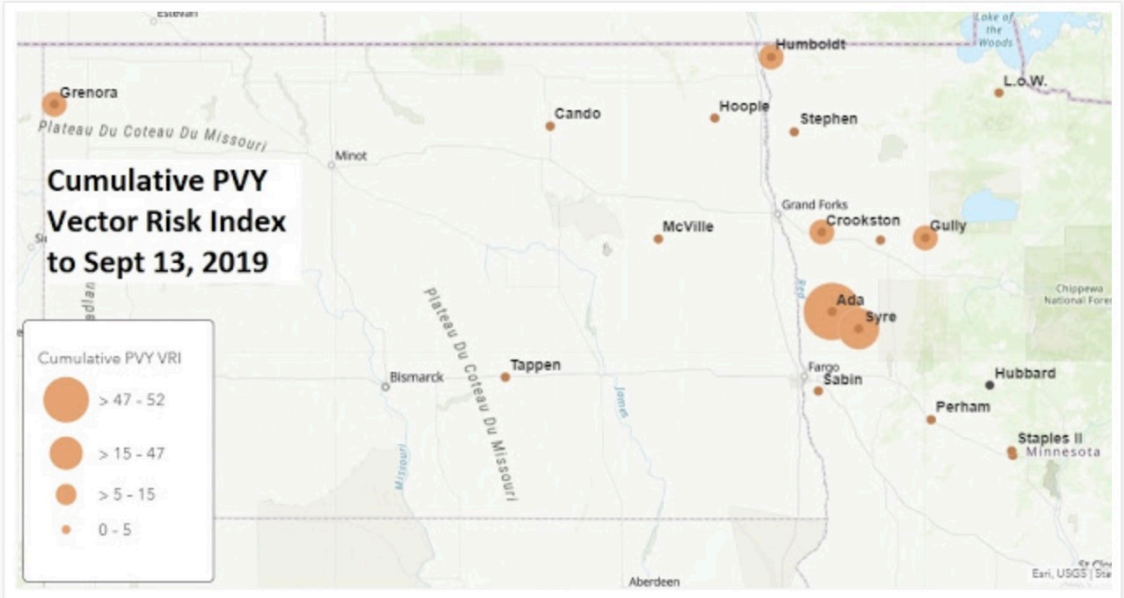 Estevan
Lake of
the
Woods
Humboldt
L.o.W.
Grenora
Cando
Hoople
Stephen
Plateau Du Coteau Du Missouri
Minot
Cumulative PVY
Vector Risk Index
to Sept 13, 2019
Grand Forks
Crookston
Gully
McVille
Red
Ada
Syre
Chippewa
National Fore
Plateau Du Coteau Du Missouri
Cumulative PVY VRI
> 47 - 52
> 15 - 47
> 5 - 15
0 - 5
Bismarck
Tappen
Fargo
Sabin
Hubbard
James
Perham
Staples II
Minnesota
Missouri
Aberdeen
Esri, USGS | Sta